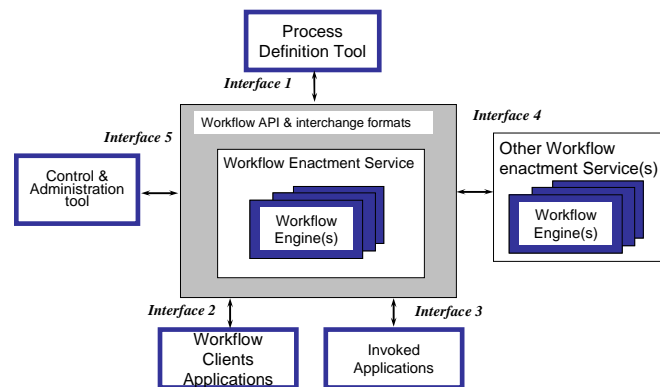 Process
Definition Tool
Interface 1
Interface 4
Workflow API & interchange formats
Interface 5
Workflow Enactment Service
Other Workflow
enactment Service(s)
Control &
Administration
tool
Workflow
Engine(s)
Workflow
Engine(s)
Interface 2
Interface 3
Workflow
Clients
Applications
Invoked
Applications